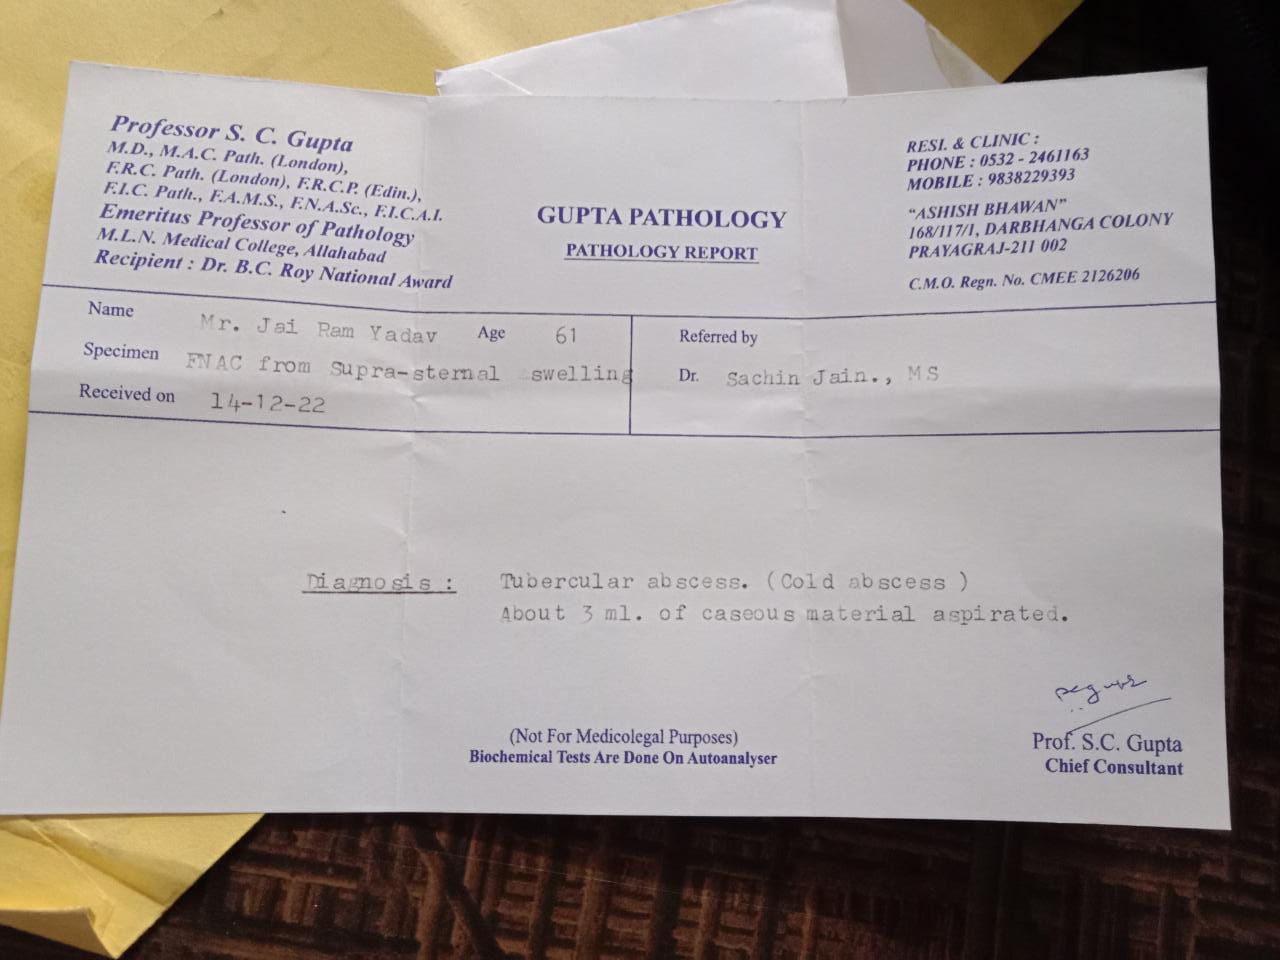 Professor S. C. Gupta
M.D., M.A.C. Path. (London),
F.R.C. Path. (London), F.R.C.P. (Edin.),
F.I.C. Path., F.A.M.S., F.N.A.Sc., F.I.C.A.I.
Emeritus Professor of Pathology
M.L.N. Medical College, Allahabad
Recipient : Dr. B.C. Roy National Award
GUPTA PATHOLOGY
PATHOLOGY REPORT
RESI. & CLINIC :
PHONE : 0532 - 2461163
MOBILE : 9838229393
"ASHISH BHAWAN"
168/117/1, DARBHANGA COLONY
PRAYAGRAJ-211 002
C.M.O. Regn. No. CMEE 2126206
Name Mr. Jai Ram Yadav Age 61
Specimen FNAC from Supra-sternal swelling
Received on 14-12-22
Referred by
Dr. Sachin Jain., MS
Diagnosis : Tubercular abscess. (Cold abscess )
About 3 ml. of caseous material aspirated.
(Not For Medicolegal Purposes)
Biochemical Tests Are Done On Autoanalyser
Prof. S.C. Gupta
Chief Consultant